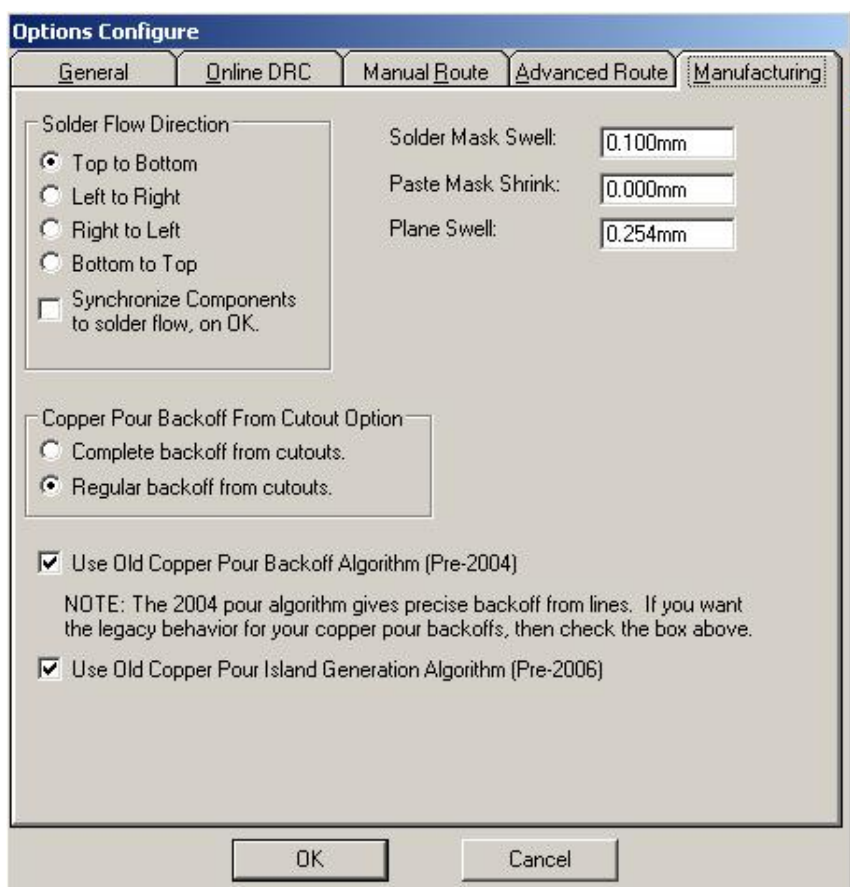 Options Configure
General
Online DRC
Manual Route
Advanced Route
Manufacturing
Solder Flow Direction
Top to Bottom
Left to Right
Right to Left
Bottom to Top
Synchronize Components
to solder flow, on OK.
Solder Mask Swell: 0.100mm
Paste Mask Shrink: 0.000mm
Plane Swell: 0.254mm
Copper Pour Backoff From Cutout Option
Complete backoff from cutouts.
Regular backoff from cutouts.
Use Old Copper Pour Backoff Algorithm (Pre-2004)
NOTE: The 2004 pour algorithm gives precise backoff from lines. If you want
the legacy behavior for your copper pour backoffs, then check the box above.
Use Old Copper Pour Island Generation Algorithm (Pre-2006)
OK
Cancel